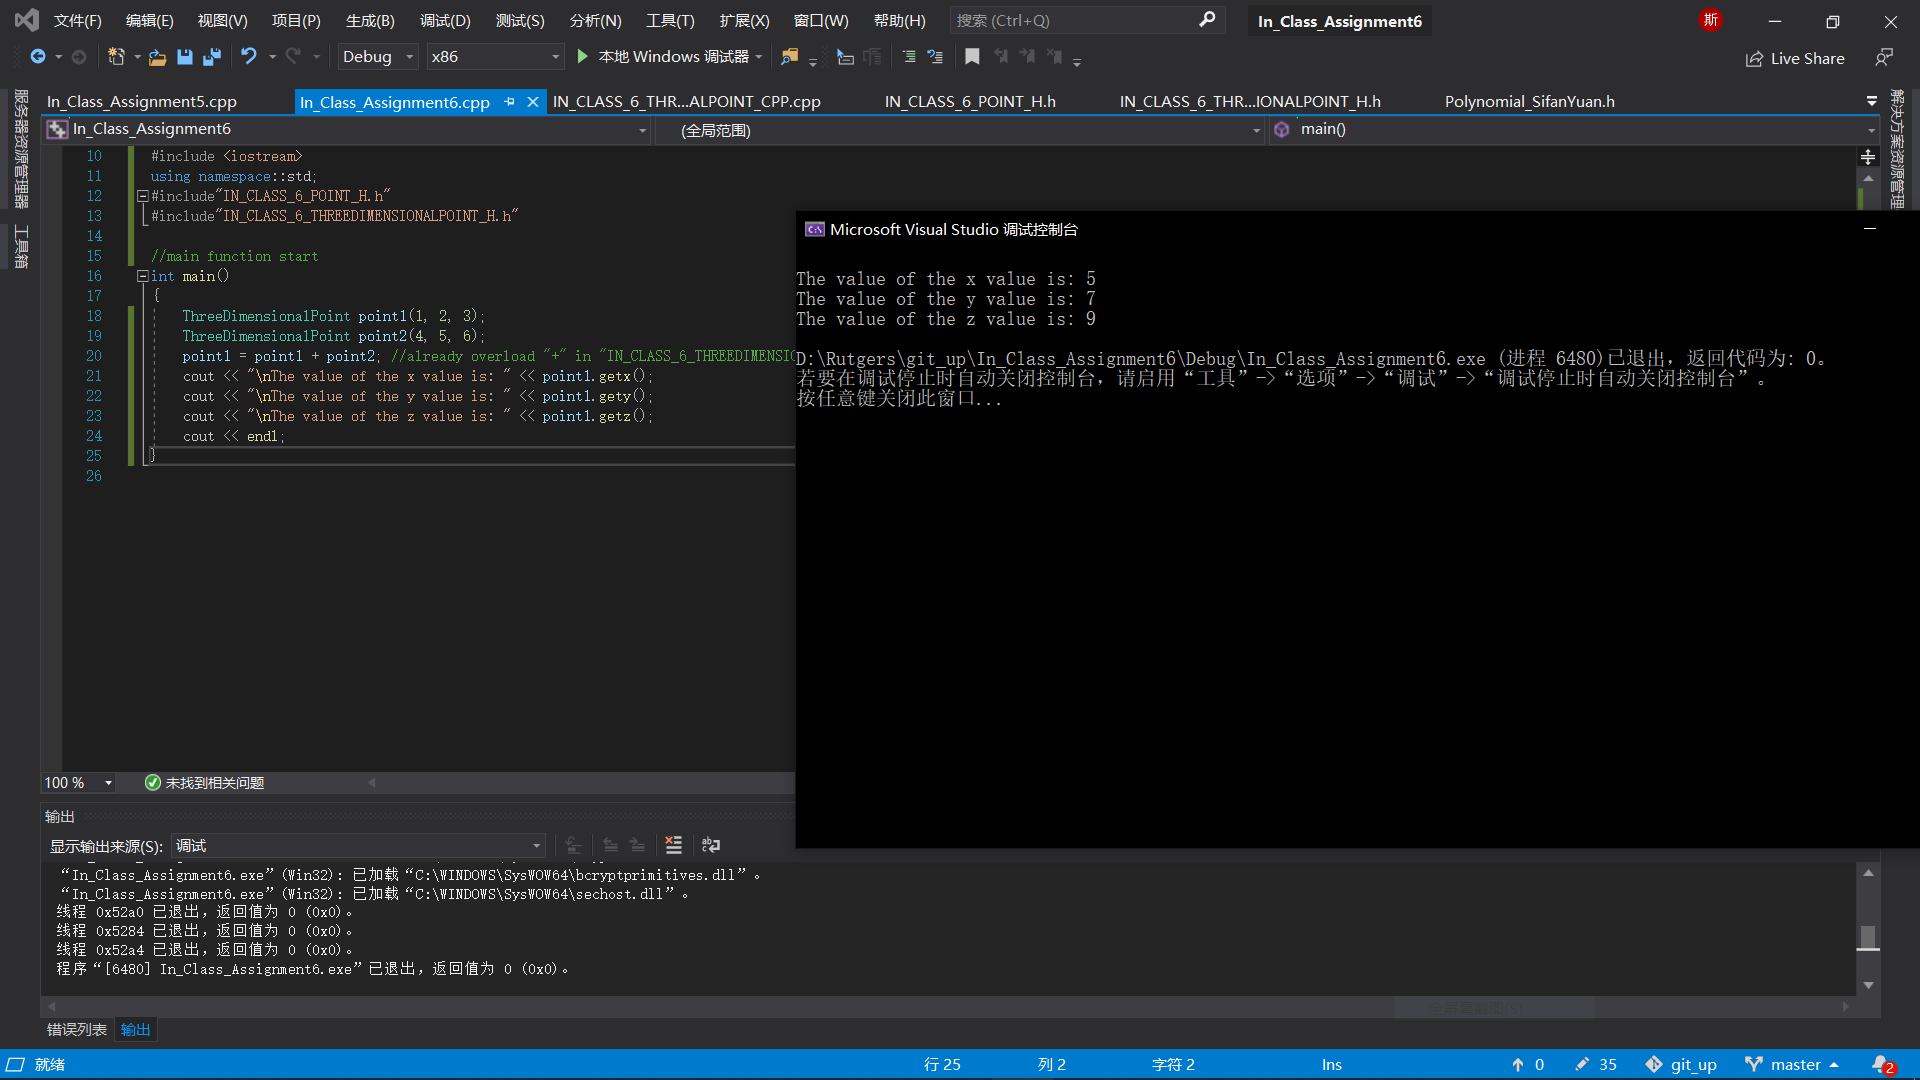 文件(F) 编辑(E) 视图(V) 项目(P) 生成(B) 调试(D) 测试(S) 分析(N) 工具(T) 扩展(X) 窗口(W) 帮助(H) 搜索 (Ctrl+Q) In_Class_Assignment6 斯
Debug x86 本地 Windows 调试器 Live Share
服务器资源管理器
工具箱
In_Class_Assignment5.cpp In_Class_Assignment6.cpp IN_CLASS_6_THR...ALPOINT_CPP.cpp IN_CLASS_6_POINT_H.h IN_CLASS_6_THR...IONALPOINT_H.h Polynomial_SifanYuan.h
In_Class_Assignment6 (全局范围) main()
10 #include <iostream>
11 using namespace::std;
12 #include"IN_CLASS_6_POINT_H.h"
13 #include"IN_CLASS_6_THREEDIMENSIONALPOINT_H.h"
14
15 //main function start
16 int main()
17 {
18 ThreeDimensionalPoint point1(1, 2, 3);
19 ThreeDimensionalPoint point2(4, 5, 6);
20 point1 = point1 + point2; //already overload "+" in "IN_CLASS_6_THREEDIMENSIO
21 cout << "\nThe value of the x value is: " << point1.getx();
22 cout << "\nThe value of the y value is: " << point1.gety();
23 cout << "\nThe value of the z value is: " << point1.getz();
24 cout << endl;
25 }
26
Microsoft Visual Studio 调试控制台
The value of the x value is: 5
The value of the y value is: 7
The value of the z value is: 9
D:\Rutgers\git_up\In_Class_Assignment6\Debug\In_Class_Assignment6.exe (进程 6480)已退出，返回代码为: 0。
若要在调试停止时自动关闭控制台，请启用“工具”->“选项”->“调试”->“调试停止时自动关闭控制台”。
按任意键关闭此窗口...
100 % 未找到相关问题
输出
显示输出来源(S): 调试
“In_Class_Assignment6.exe” (Win32): 已加载“C:\WINDOWS\SysWOW64\bcryptprimitives.dll”。
“In_Class_Assignment6.exe” (Win32): 已加载“C:\WINDOWS\SysWOW64\sechost.dll”。
线程 0x52a0 已退出，返回值为 0 (0x0)。
线程 0x5284 已退出，返回值为 0 (0x0)。
线程 0x52a4 已退出，返回值为 0 (0x0)。
程序“[6480] In_Class_Assignment6.exe”已退出，返回值为 0 (0x0)。
错误列表 输出
就绪 行 25 列 2 字符 2 Ins 0 35 git_up master 2
解决方案资源管理